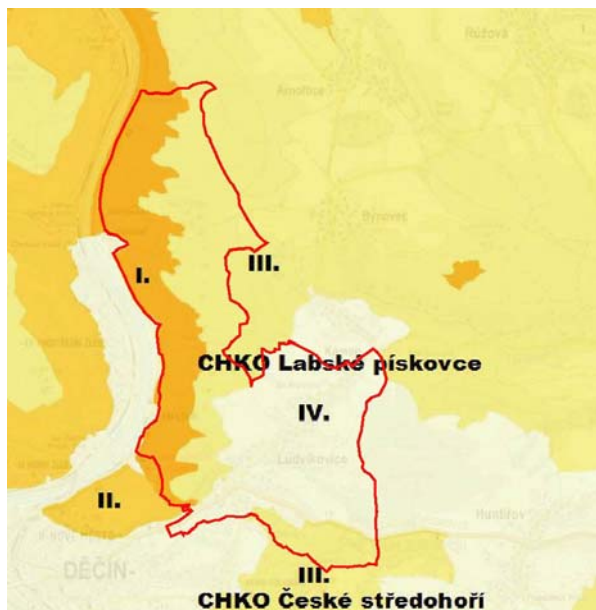 Růžová
Arnoltice
Bynovec
I.
III.
CHKO Labské pískovce
IV.
Ludvíkovice
II.
Huntířov
DĚČÍN-
III.
CHKO České středohoří